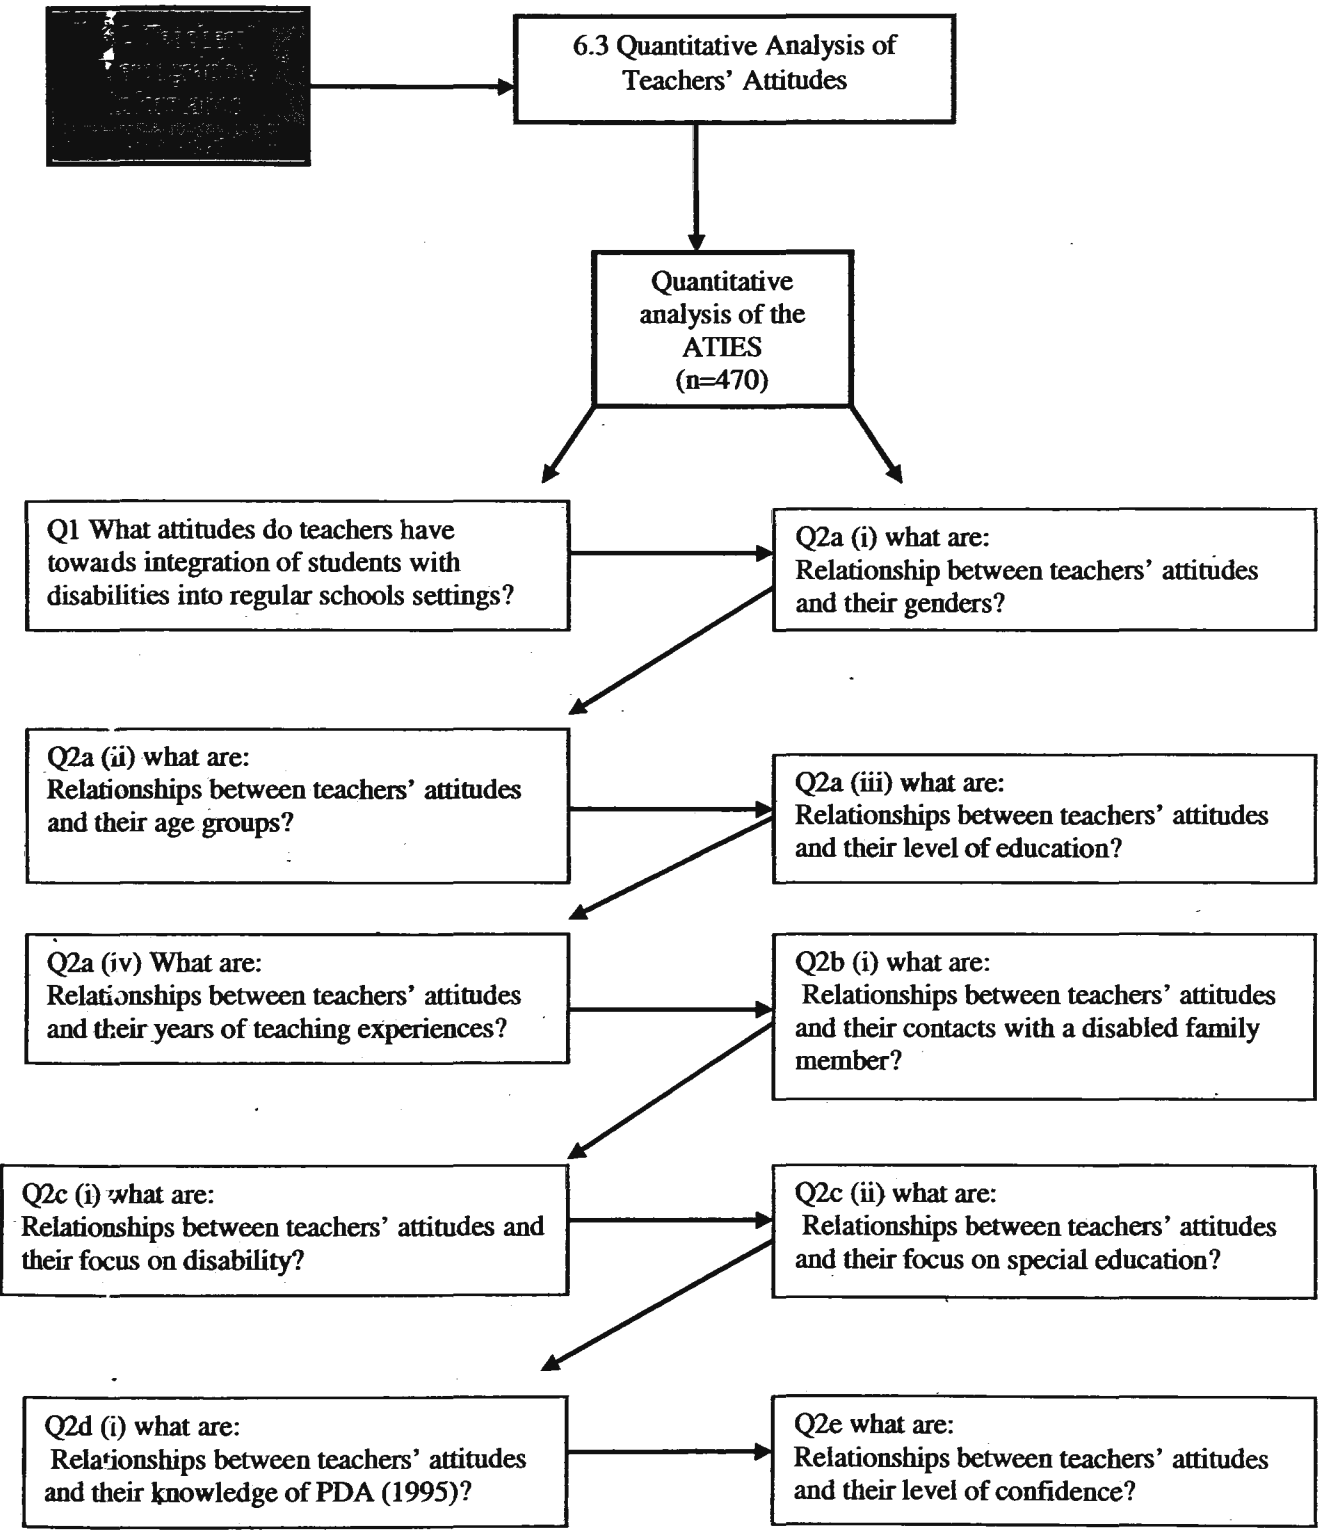 6.3 Quantitative Analysis of
Teachers' Attitudes
Quantitative
analysis of the
ATIES
(n=470)
Q1 What attitudes do teachers have
towards integration of students with
disabilities into regular schools settings?
Q2a (i) what are:
Relationship between teachers' attitudes
and their genders?
Q2a (ii) what are:
Relationships between teachers' attitudes
and their age groups?
Q2a (iii) what are:
Relationships between teachers' attitudes
and their level of education?
Q2a (iv) What are:
Relationships between teachers' attitudes
and their years of teaching experiences?
Q2b (i) what are:
Relationships between teachers' attitudes
and their contacts with a disabled family
member?
Q2c (i) what are:
Relationships between teachers' attitudes and
their focus on disability?
Q2c (ii) what are:
Relationships between teachers' attitudes
and their focus on special education?
Q2d (i) what are:
Relationships between teachers' attitudes
and their knowledge of PDA (1995)?
Q2e what are:
Relationships between teachers' attitudes
and their level of confidence?